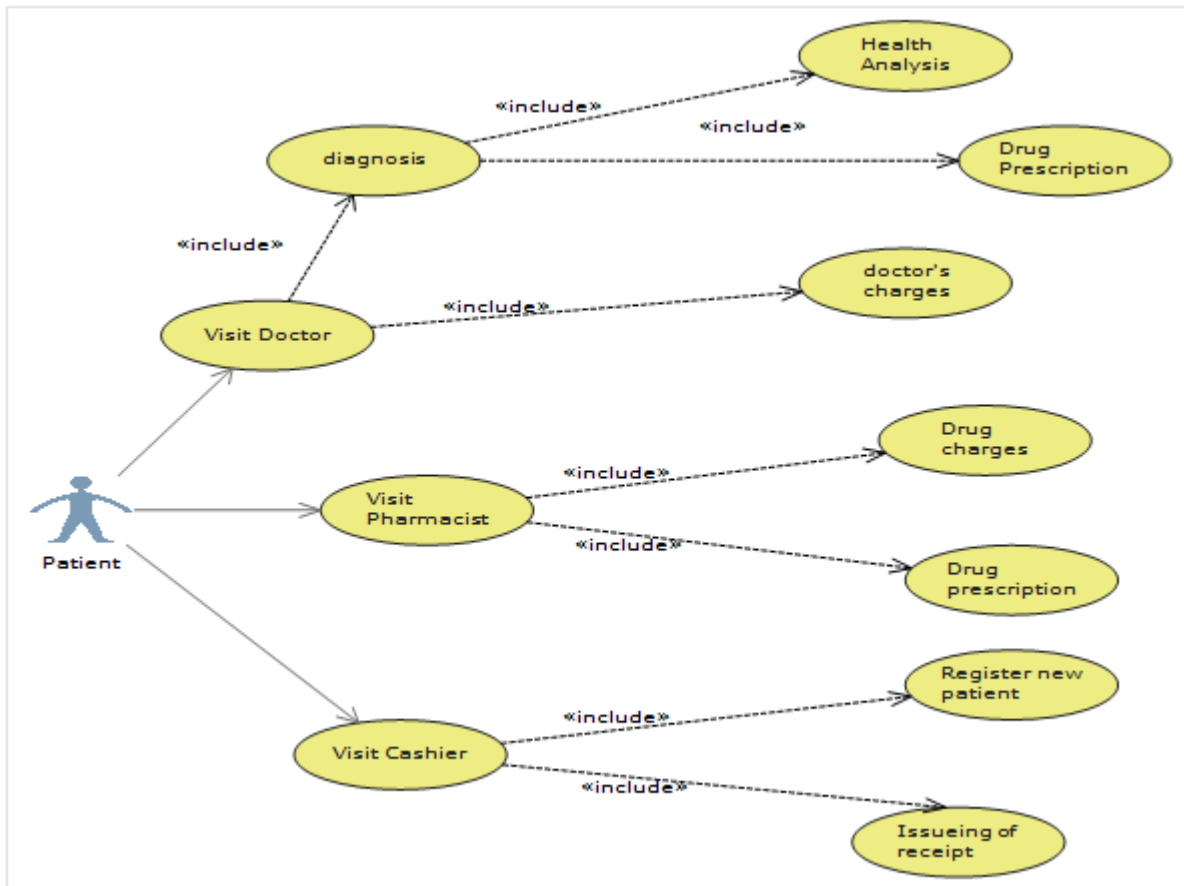 Health
Analysis
«include»
«include»
diagnosis
Drug
Prescription
«include»
doctor's
charges
«include»
Visit Doctor
Drug
charges
«include»
Visit
Pharmacist
«include»
Patient
Drug
prescription
Register new
patient
«include»
Visit Cashier
«include»
Issueing of
receipt